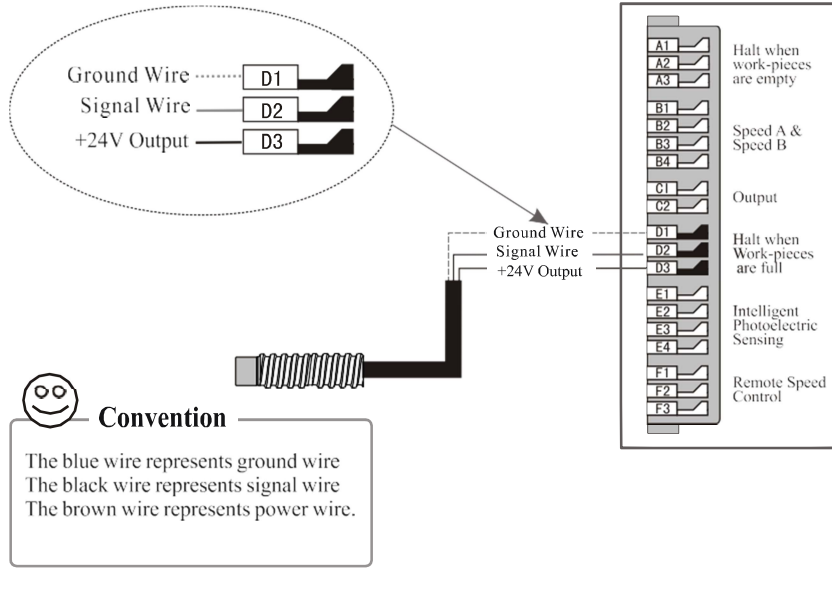 Ground Wire D1
Signal Wire D2
+24V Output D3
Ground Wire
Signal Wire
+24V Output
A1
A2
A3
Halt when
work-pieces
are empty
B1
B2
B3
B4
Speed A &
Speed B
C1
C2
Output
D1
D2
D3
Halt when
Work-pieces
are full
E1
E2
E3
E4
Intelligent
Photoelectric
Sensing
F1
F2
F3
Remote Speed
Control
Convention
The blue wire represents ground wire
The black wire represents signal wire
The brown wire represents power wire.